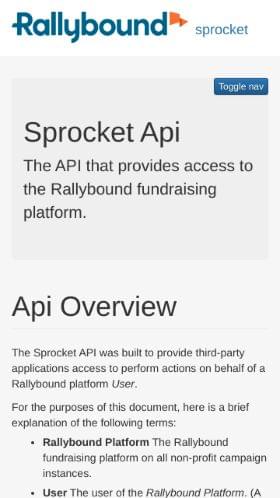 Rallybound sprocket
Toggle nav
Sprocket Api
The API that provides access to
the Rallybound fundraising
platform.
Api Overview
The Sprocket API was built to provide third-party
applications access to perform actions on behalf of a
Rallybound platform User.
For the purposes of this document, here is a brief
explanation of the following terms:
• Rallybound Platform The Rallybound
fundraising platform on all non-profit campaign
instances.
• User The user of the Rallybound Platform. (A